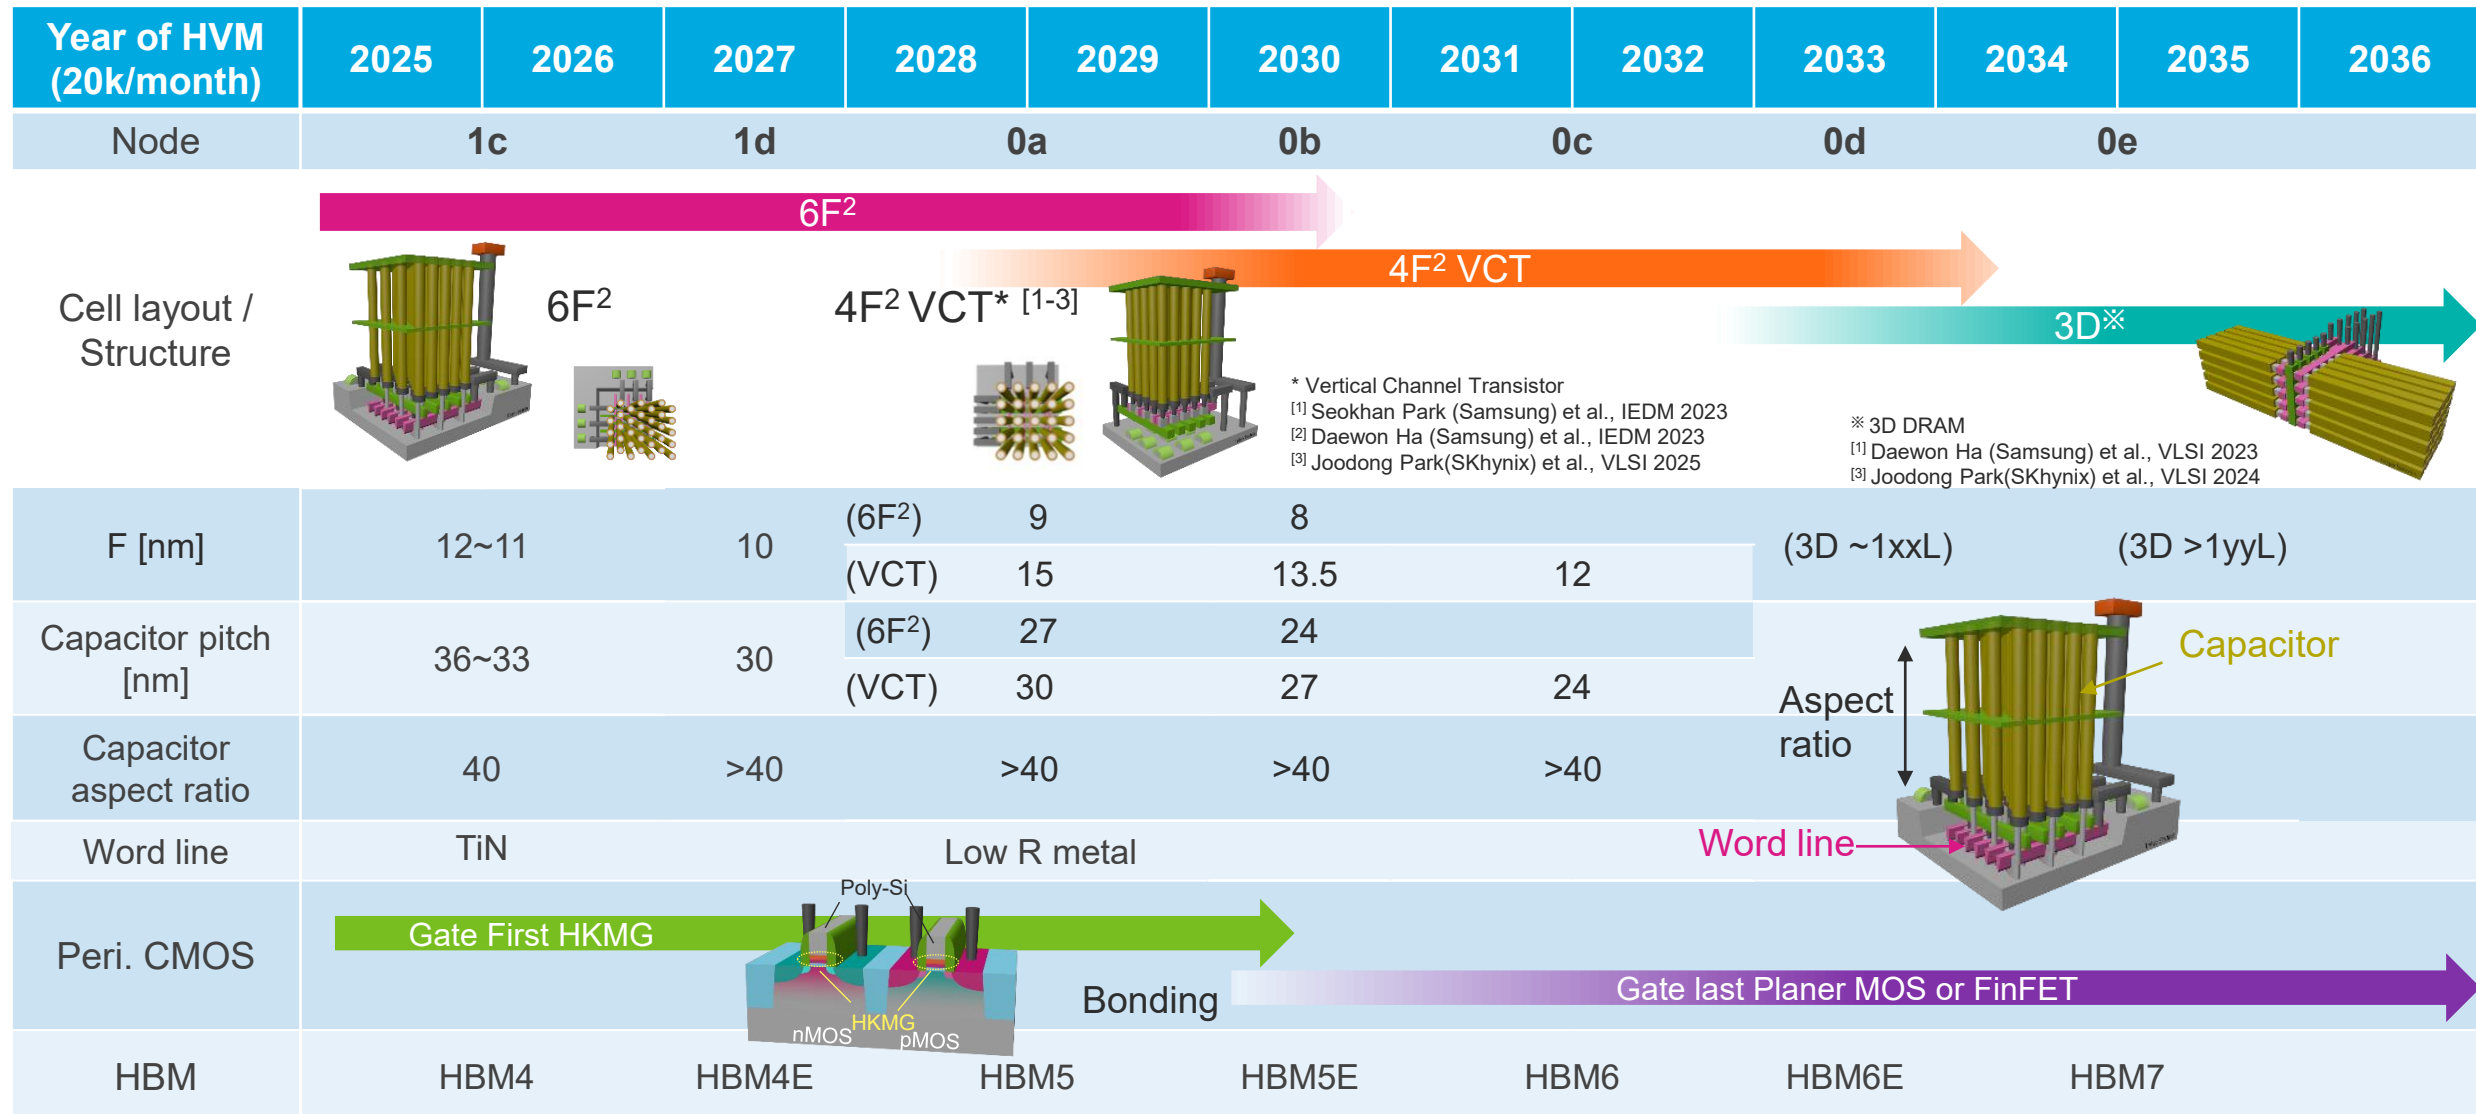 Year of HVM
(20k/month)
2025
2026
2027
2028
2029
2030
2031
2032
2033
2034
2035
2036
Node
1c
1d
0a
0b
0c
0d
0e
Cell layout /
Structure
6F²
4F² VCT
3D※
6F²
4F² VCT* [1-3]
* Vertical Channel Transistor
[1] Seokhan Park (Samsung) et al., IEDM 2023
[2] Daewon Ha (Samsung) et al., IEDM 2023
[3] Joodong Park(SKhynix) et al., VLSI 2025
※ 3D DRAM
[1] Daewon Ha (Samsung) et al., VLSI 2023
[3] Joodong Park(SKhynix) et al., VLSI 2024
F [nm]
12~11
10
(6F²)
9
8
(VCT)
15
13.5
12
(3D ~1xxL)
(3D >1yyL)
Capacitor pitch
[nm]
36~33
30
(6F²)
27
24
(VCT)
30
27
24
Capacitor
aspect ratio
40
>40
>40
>40
>40
Aspect
ratio
Capacitor
Word line
Word line
TiN
Low R metal
Peri. CMOS
Gate First HKMG
Poly-Si
HKMG
nMOS
pMOS
Bonding
Gate last Planer MOS or FinFET
HBM
HBM4
HBM4E
HBM5
HBM5E
HBM6
HBM6E
HBM7